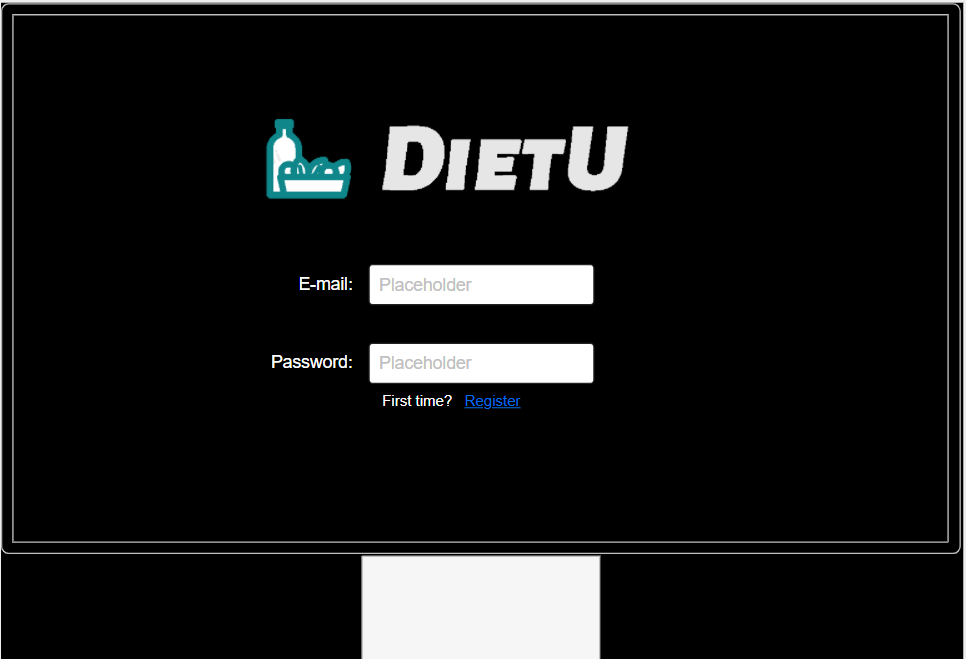 DIETU
E-mail: Placeholder
Password: Placeholder
First time? Register